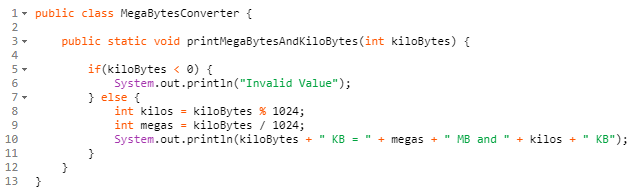 1 public class MegaBytesConverter {
2
3 public static void printMegaBytesAndKiloBytes(int kiloBytes) {
4
5 if(kiloBytes < 0) {
6 System.out.println("Invalid Value");
7 } else {
8 int kilos = kiloBytes % 1024;
9 int megas = kiloBytes / 1024;
10 System.out.println(kiloBytes + " KB = " + megas + " MB and " + kilos + " KB");
11 }
12 }
13 }